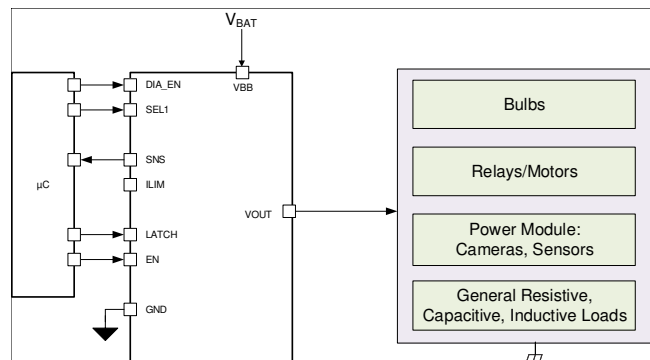 VBAT
µC
DIA_EN
SEL1
SNS
ILIM
LATCH
EN
GND
VBB
VOUT
Bulbs
Relays/Motors
Power Module:
Cameras, Sensors
General Resistive,
Capacitive, Inductive Loads